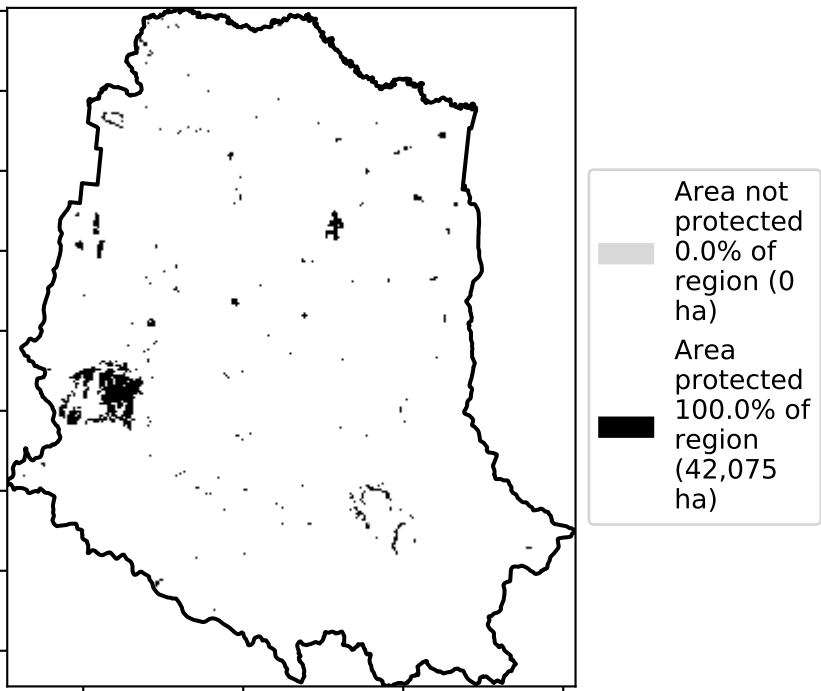 Area not
protected
0.0% of
region (0
ha)
Area
protected
100.0% of
region
(42,075
ha)